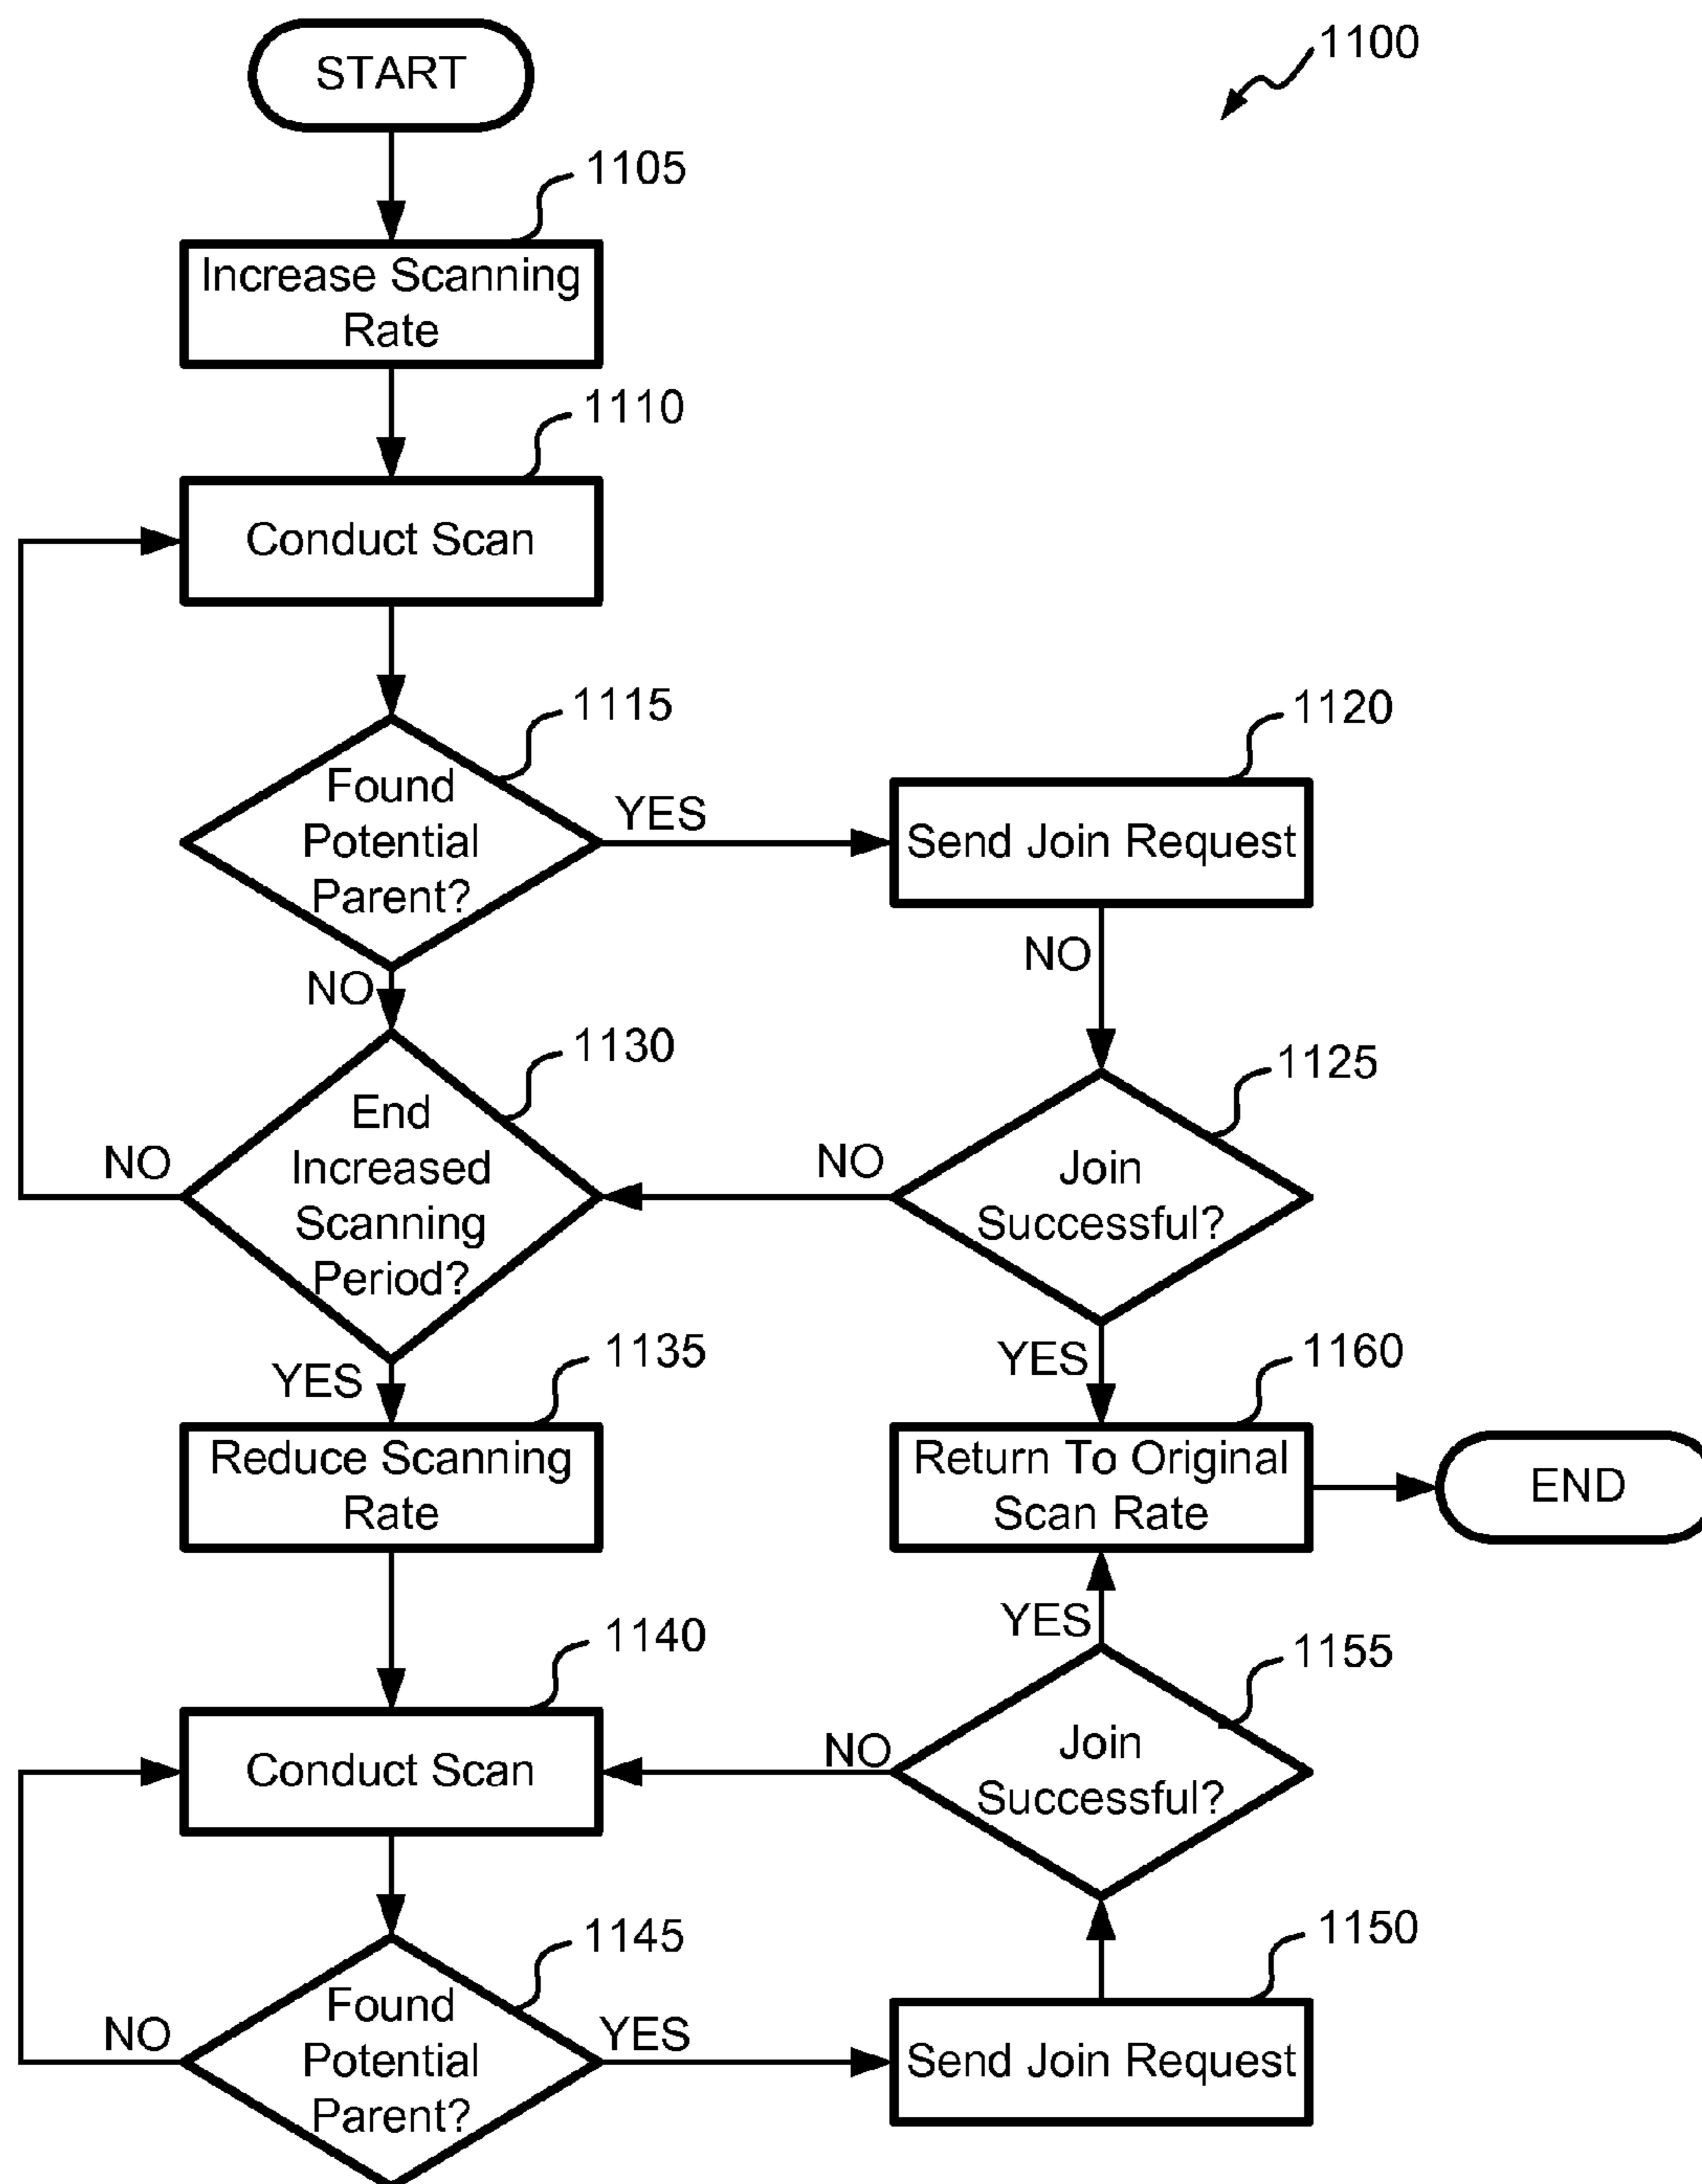 START
1100
1105
Increase Scanning
Rate
1110
Conduct Scan
1115
Found
Potential
Parent?
YES
1120
Send Join Request
NO
NO
1130
End
Increased
Scanning
Period?
NO
NO
1125
Join
Successful?
YES
1135
Reduce Scanning
Rate
YES
1160
Return To Original
Scan Rate
END
1140
Conduct Scan
YES
1155
Join
Successful?
NO
1145
Found
Potential
Parent?
NO
YES
1150
Send Join Request